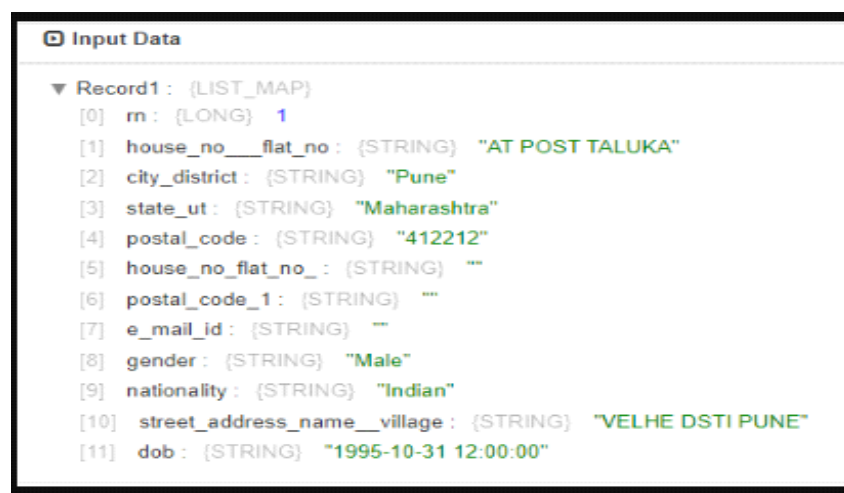 Input Data
▼ Record1 : {LIST_MAP}
[0] rn : {LONG} 1
[1] house_no___flat_no : {STRING} "AT POST TALUKA"
[2] city_district : {STRING} "Pune"
[3] state_ut : {STRING} "Maharashtra"
[4] postal_code : {STRING} "412212"
[5] house_no_flat_no_ : {STRING} ""
[6] postal_code_1 : {STRING} ""
[7] e_mail_id : {STRING} ""
[8] gender : {STRING} "Male"
[9] nationality : {STRING} "Indian"
[10] street_address_name__village : {STRING} "VELHE DSTI PUNE"
[11] dob : {STRING} "1995-10-31 12:00:00"